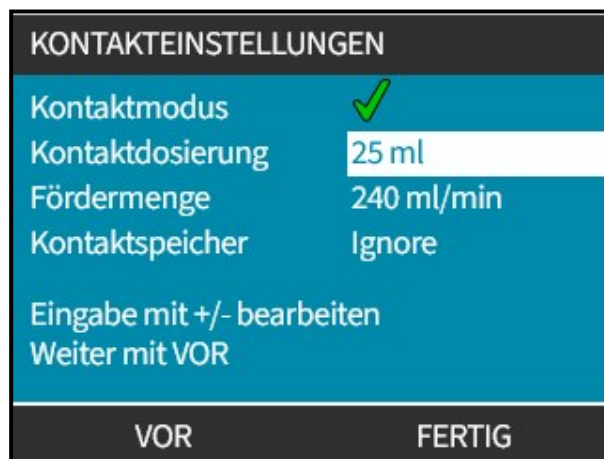 KONTAKTEINSTELLUNGEN
Kontaktmodus
Kontaktdosierung 25 ml
Fördermenge 240 ml/min
Kontaktspeicher Ignore
Eingabe mit +/- bearbeiten
Weiter mit VOR
VOR FERTIG